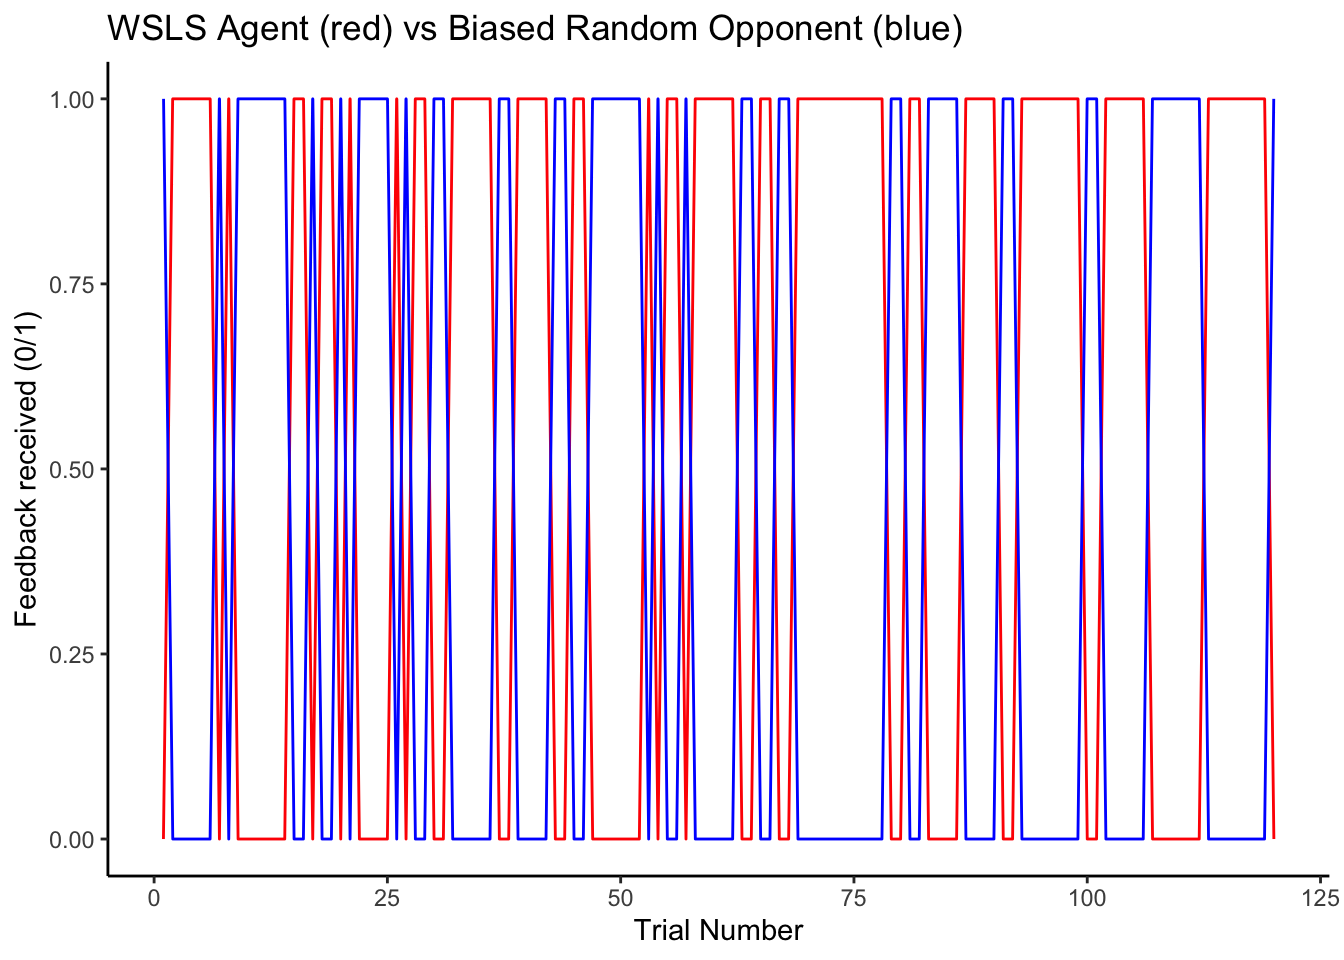 WSLS Agent (red) vs Biased Random Opponent (blue)
1.00
0.75
0.50
0.25
0.00
Feedback received (0/1)
0 25 50 75 100 125
Trial Number